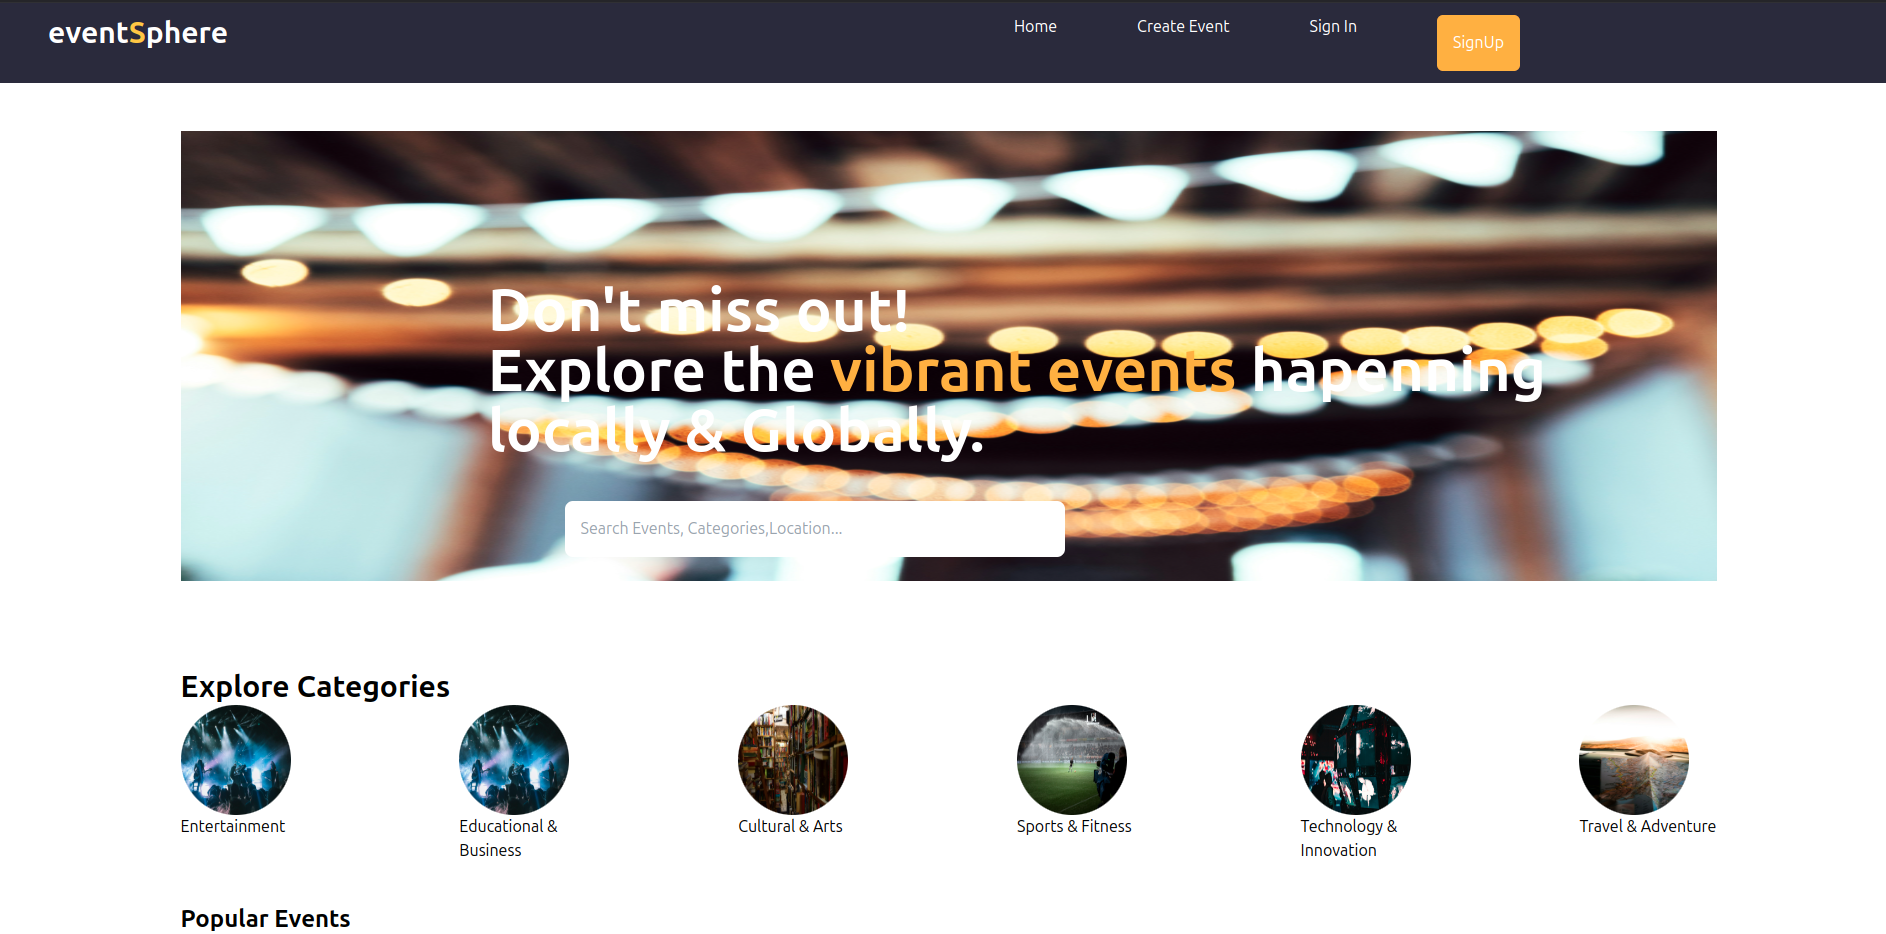 eventSphere
Home
Create Event
Sign In
SignUp
Don't miss out!
Explore the vibrant events hapenning
locally & Globally.
Search Events, Categories,Location...
Explore Categories
Entertainment
Educational &
Business
Cultural & Arts
Sports & Fitness
Technology &
Innovation
Travel & Adventure
Popular Events